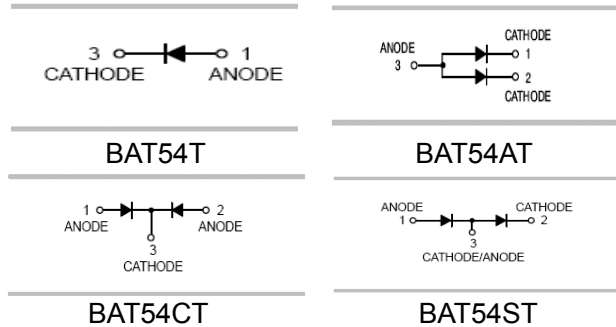 3 1
CATHODE ANODE
BAT54T
CATHODE
ANODE 1
3 2
CATHODE
BAT54AT
1 2
ANODE ANODE
3
CATHODE
BAT54CT
ANODE CATHODE
1 2
3
CATHODE/ANODE
BAT54ST